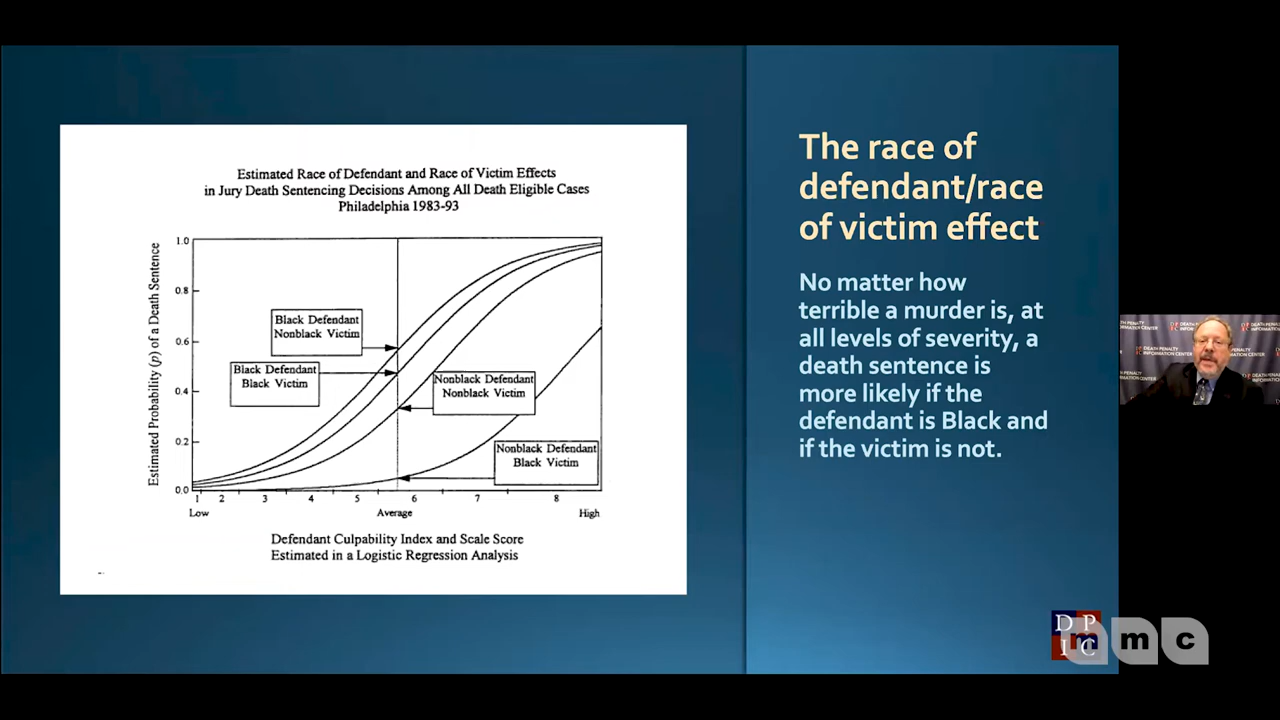 Estimated Race of Defendant and Race of Victim Effects
in Jury Death Sentencing Decisions Among All Death Eligible Cases
Philadelphia 1983-93
Estimated Probability (p) of a Death Sentence
1.0
0.8
0.6
0.4
0.2
0.0
Black Defendant
Nonblack Victim
Black Defendant
Black Victim
Nonblack Defendant
Nonblack Victim
Nonblack Defendant
Black Victim
1 2 3 4 5 6 7 8
Low Average High
Defendant Culpability Index and Scale Score
Estimated in a Logistic Regression Analysis
The race of
defendant/race
of victim effect
No matter how
terrible a murder is, at
all levels of severity, a
death sentence is
more likely if the
defendant is Black and
if the victim is not.
DEATH PENALTY
INFORMATION CENTER
D P
I C
mmc